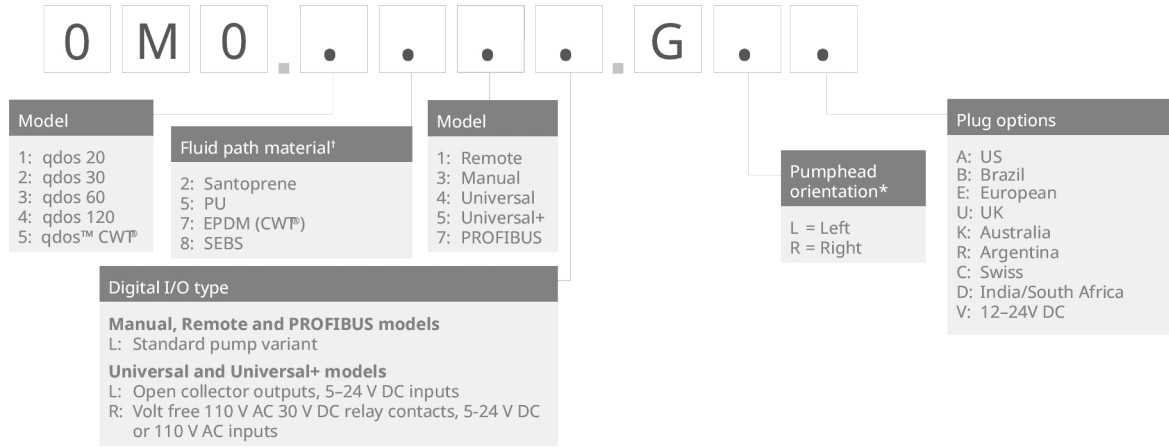 0 M 0 . . . . . . G . .
Model
1: qdos 20
2: qdos 30
3: qdos 60
4: qdos 120
5: qdos™ CWT®
Fluid path material†
2: Santoprene
5: PU
7: EPDM (CWT®)
8: SEBS
Model
1: Remote
3: Manual
4: Universal
5: Universal+
7: PROFIBUS
Digital I/O type
Manual, Remote and PROFIBUS models
L: Standard pump variant
Universal and Universal+ models
L: Open collector outputs, 5–24 V DC inputs
R: Volt free 110 V AC 30 V DC relay contacts, 5-24 V DC
or 110 V AC inputs
Pumphead
orientation*
L = Left
R = Right
Plug options
A: US
B: Brazil
E: European
U: UK
K: Australia
R: Argentina
C: Swiss
D: India/South Africa
V: 12–24V DC